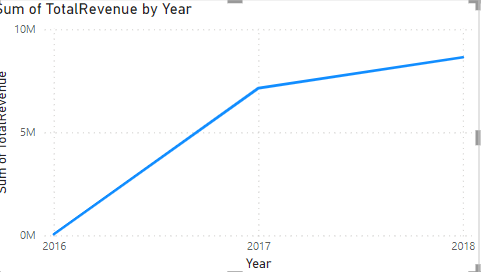 Sum of TotalRevenue by Year
10M
Sum of TotalRevenue
5M
0M
2016 2017 2018
Year